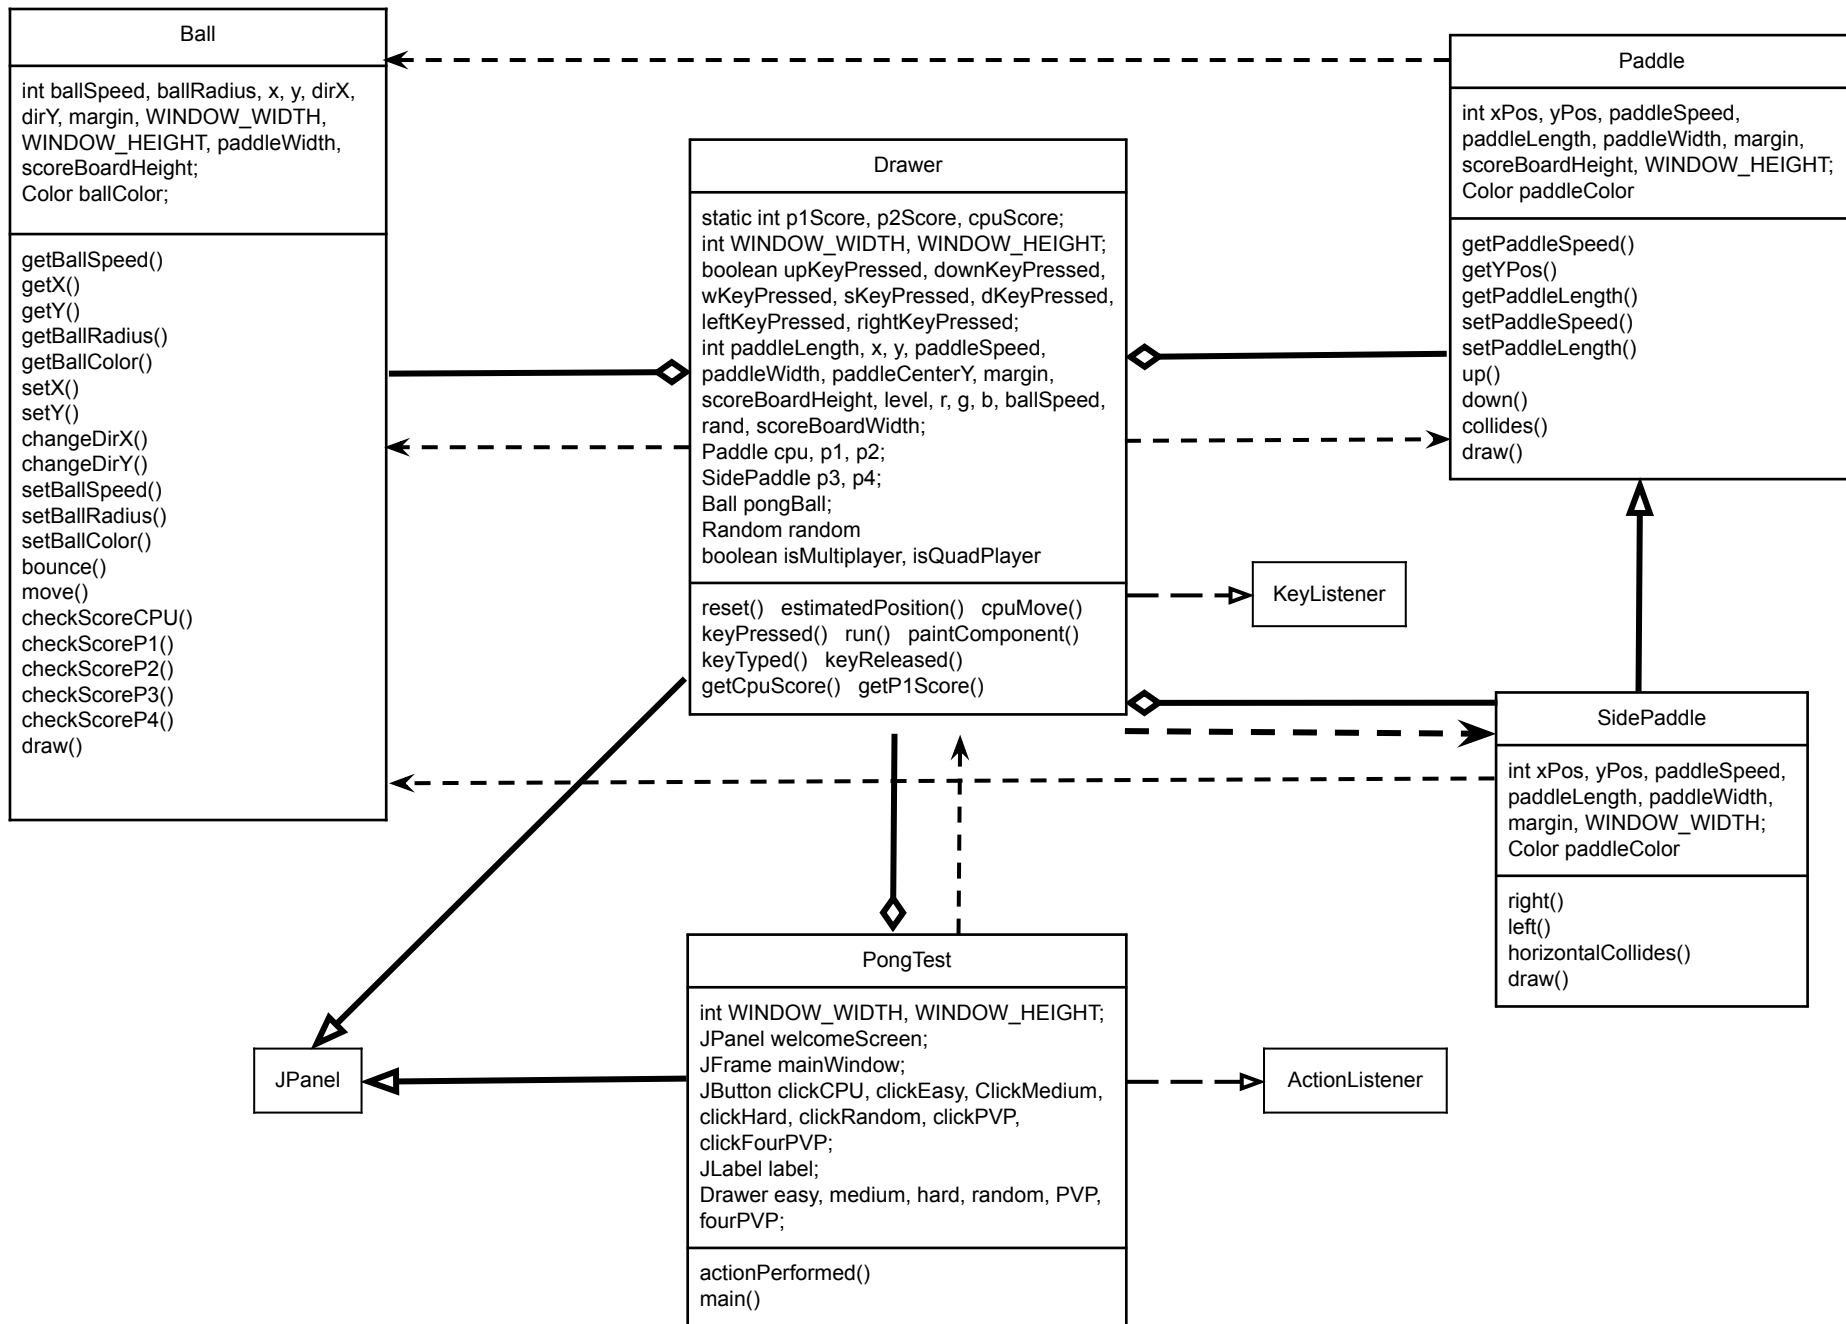 Ball
int ballSpeed, ballRadius, x, y, dirX,
dirY, margin, WINDOW_WIDTH,
WINDOW_HEIGHT, paddleWidth,
scoreBoardHeight;
Color ballColor;
getBallSpeed()
getX()
getY()
getBallRadius()
getBallColor()
setX()
setY()
changeDirX()
changeDirY()
setBallSpeed()
setBallRadius()
setBallColor()
bounce()
move()
checkScoreCPU()
checkScoreP1()
checkScoreP2()
checkScoreP3()
checkScoreP4()
draw()
Drawer
static int p1Score, p2Score, cpuScore;
int WINDOW_WIDTH, WINDOW_HEIGHT;
boolean upKeyPressed, downKeyPressed,
wKeyPressed, sKeyPressed, dKeyPressed,
leftKeyPressed, rightKeyPressed;
int paddleLength, x, y, paddleSpeed,
paddleWidth, paddleCenterY, margin,
scoreBoardHeight, level, r, g, b, ballSpeed,
rand, scoreBoardWidth;
Paddle cpu, p1, p2;
SidePaddle p3, p4;
Ball pongBall;
Random random
boolean isMultiplayer, isQuadPlayer
reset() estimatedPosition() cpuMove()
keyPressed() run() paintComponent()
keyTyped() keyReleased()
getCpuScore() getP1Score()
Paddle
int xPos, yPos, paddleSpeed,
paddleLength, paddleWidth, margin,
scoreBoardHeight, WINDOW_HEIGHT;
Color paddleColor
getPaddleSpeed()
getYPos()
getPaddleLength()
setPaddleSpeed()
setPaddleLength()
up()
down()
collides()
draw()
KeyListener
SidePaddle
int xPos, yPos, paddleSpeed,
paddleLength, paddleWidth,
margin, WINDOW_WIDTH;
Color paddleColor
right()
left()
horizontalCollides()
draw()
JPanel
PongTest
int WINDOW_WIDTH, WINDOW_HEIGHT;
JPanel welcomeScreen;
JFrame mainWindow;
JButton clickCPU, clickEasy, ClickMedium,
clickHard, clickRandom, clickPVP,
clickFourPVP;
JLabel label;
Drawer easy, medium, hard, random, PVP,
fourPVP;
actionPerformed()
main()
ActionListener